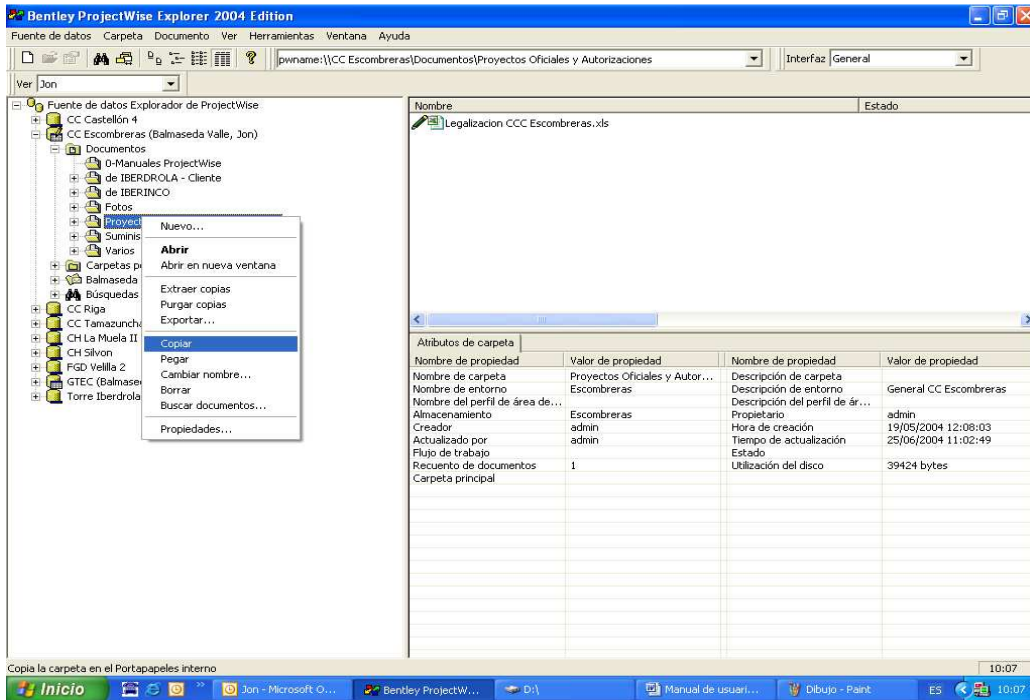 Bentley ProjectWise Explorer 2004 Edition
Fuente de datos Carpeta Documento Ver Herramientas Ventana Ayuda
pwname:\\CC Escombreras\Documentos\Proyectos Oficiales y Autorizaciones
Interfaz General
Ver Jon
Fuente de datos Explorador de ProjectWise
CC Castellón 4
CC Escombreras (Balmaseda Valle, Jon)
Documentos
0-Manuales ProjectWise
de IBERDROLA - Cliente
de IBERINCO
Fotos
Proyect
Suminis
Varios
Carpetas p
Balmaseda
Búsquedas
CC Riga
CC Tamazuncha
CH La Muela II
CH Silvon
FGD Velilla 2
GTEC (Balmase
Torre Iberdrola
Nuevo...
Abrir
Abrir en nueva ventana
Extraer copias
Purgar copias
Exportar...
Copiar
Pegar
Cambiar nombre...
Borrar
Buscar documentos...
Propiedades...
Nombre Estado
Legalizacion CCC Escombreras.xls
Atributos de carpeta
Nombre de propiedad Valor de propiedad Nombre de propiedad Valor de propiedad
Nombre de carpeta Proyectos Oficiales y Autor... Descripción de carpeta
Nombre de entorno Escombreras Descripción de entorno General CC Escombreras
Nombre del perfil de área de... Descripción del perfil de ár...
Almacenamiento Escombreras Propietario admin
Creador admin Hora de creación 19/05/2004 12:08:03
Actualizado por admin Tiempo de actualización 25/06/2004 11:02:49
Flujo de trabajo Estado
Recuento de documentos 1 Utilización del disco 39424 bytes
Carpeta principal
Copia la carpeta en el Portapapeles interno 10:07
Inicio Jon - Microsoft O... Bentley ProjectW... D:\ Manual de usuari... Dibujo - Paint ES 10:07